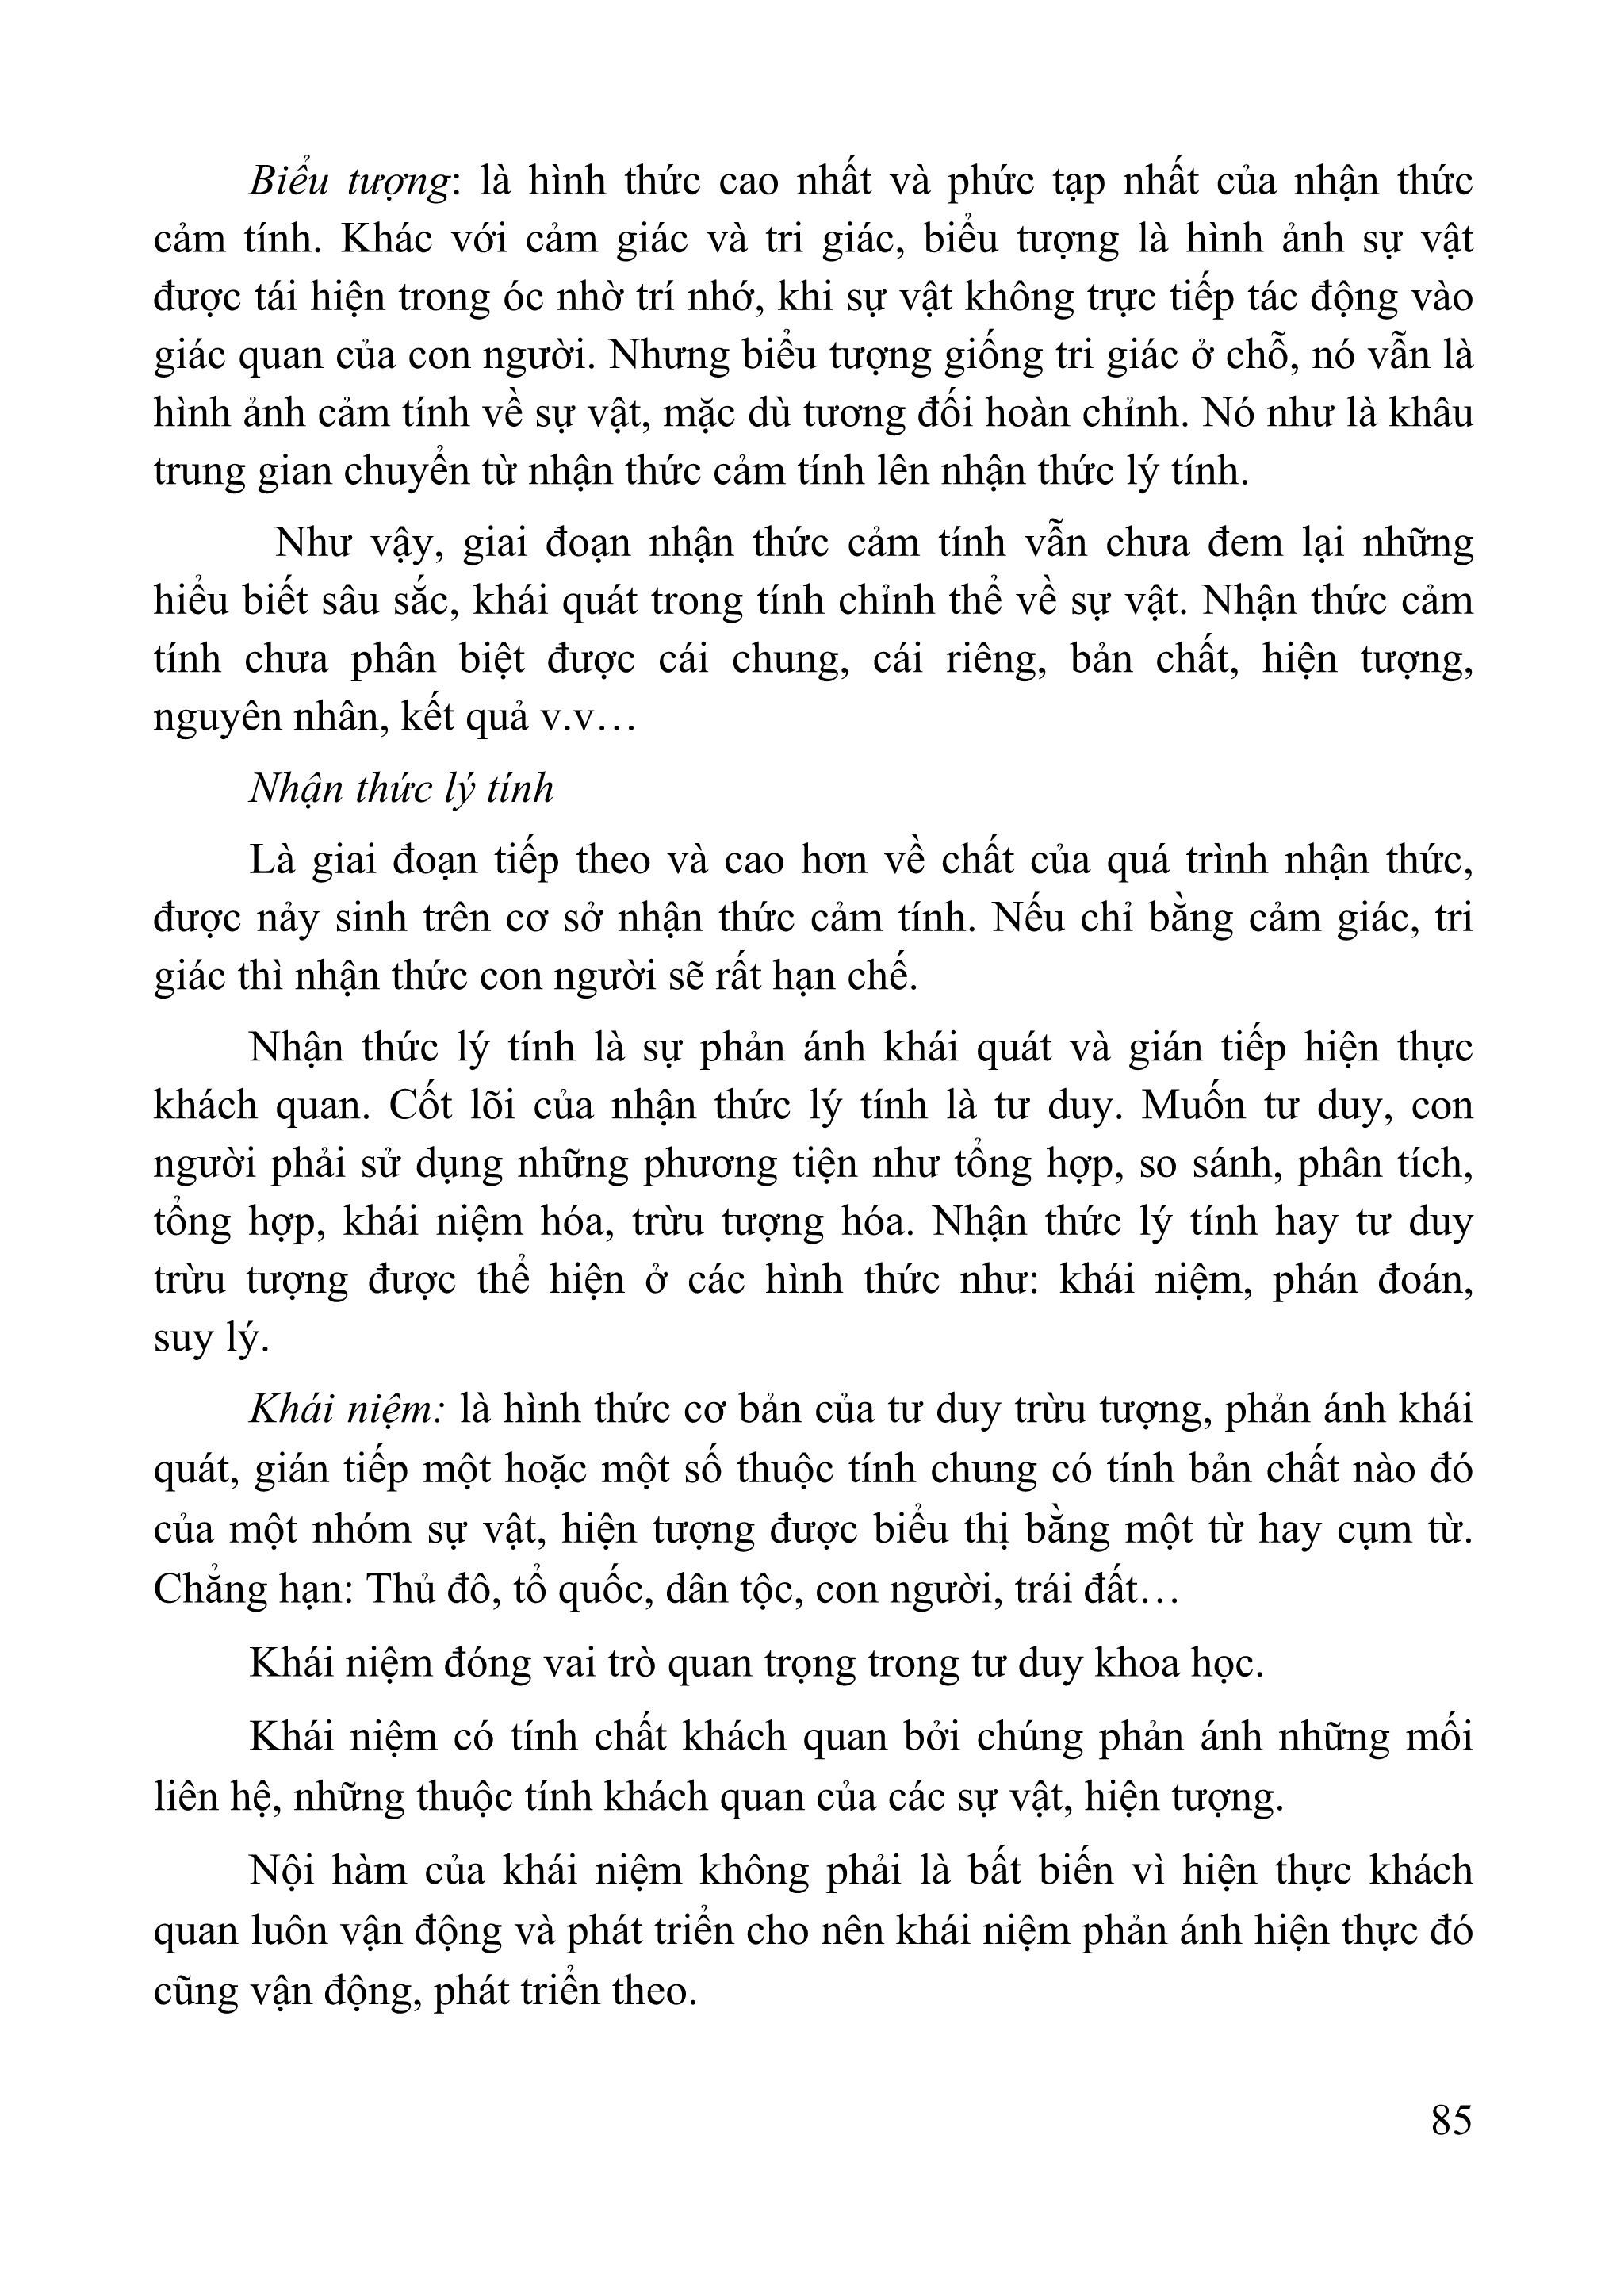 Biểu tượng: là hình thức cao nhất và phức tạp nhất của nhận thức
cảm tính. Khác với cảm giác và tri giác, biểu tượng là hình ảnh sự vật
được tái hiện trong óc nhờ trí nhớ, khi sự vật không trực tiếp tác động vào
giác quan của con người. Nhưng biểu tượng giống tri giác ở chỗ, nó vẫn là
hình ảnh cảm tính về sự vật, mặc dù tương đối hoàn chỉnh. Nó như là khâu
trung gian chuyển từ nhận thức cảm tính lên nhận thức lý tính.
Như vậy, giai đoạn nhận thức cảm tính vẫn chưa đem lại những
hiểu biết sâu sắc, khái quát trong tính chỉnh thể về sự vật. Nhận thức cảm
tính chưa phân biệt được cái chung, cái riêng, bản chất, hiện tượng,
nguyên nhân, kết quả v.v…
Nhận thức lý tính
Là giai đoạn tiếp theo và cao hơn về chất của quá trình nhận thức,
được nảy sinh trên cơ sở nhận thức cảm tính. Nếu chỉ bằng cảm giác, tri
giác thì nhận thức con người sẽ rất hạn chế.
Nhận thức lý tính là sự phản ánh khái quát và gián tiếp hiện thực
khách quan. Cốt lõi của nhận thức lý tính là tư duy. Muốn tư duy, con
người phải sử dụng những phương tiện như tổng hợp, so sánh, phân tích,
tổng hợp, khái niệm hóa, trừu tượng hóa. Nhận thức lý tính hay tư duy
trừu tượng được thể hiện ở các hình thức như: khái niệm, phán đoán,
suy lý.
Khái niệm: là hình thức cơ bản của tư duy trừu tượng, phản ánh khái
quát, gián tiếp một hoặc một số thuộc tính chung có tính bản chất nào đó
của một nhóm sự vật, hiện tượng được biểu thị bằng một từ hay cụm từ.
Chẳng hạn: Thủ đô, tổ quốc, dân tộc, con người, trái đất…
Khái niệm đóng vai trò quan trọng trong tư duy khoa học.
Khái niệm có tính chất khách quan bởi chúng phản ánh những mối
liên hệ, những thuộc tính khách quan của các sự vật, hiện tượng.
Nội hàm của khái niệm không phải là bất biến vì hiện thực khách
quan luôn vận động và phát triển cho nên khái niệm phản ánh hiện thực đó
cũng vận động, phát triển theo.
85